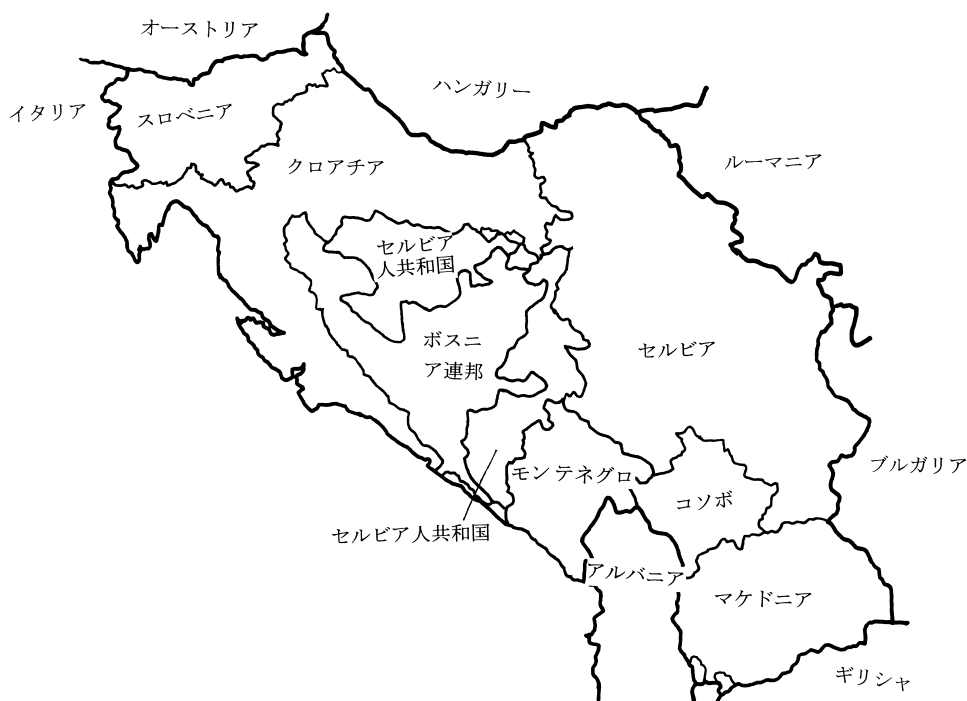 オーストリア
ハンガリー
イタリア
スロベニア
クロアチア
ルーマニア
セルビア
人共和国
ボスニ
ア連邦
セルビア
ブルガリア
モンテネグロ
コソボ
セルビア人共和国
アルバニア
マケドニア
ギリシャ